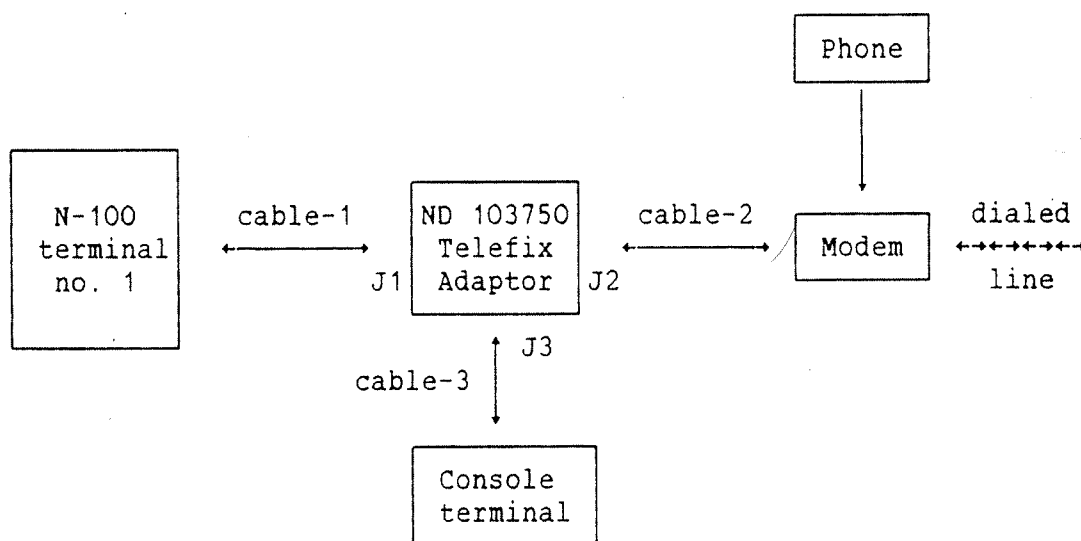 Phone
N-100
terminal
no. 1
cable-1
J1
ND 103750
Telefix
Adaptor
J2
cable-2
Modem
dialed
line
J3
cable-3
Console
terminal